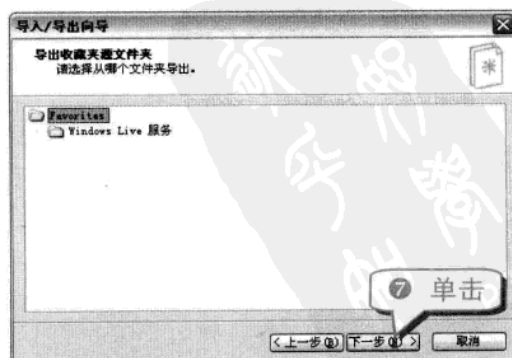 导入/导出向导
导出收藏夹源文件夹
请选择从哪个文件夹导出。
Favorites
Windows Live 服务
❼ 单击
< 上一步(B) 下一步(N) > 取消